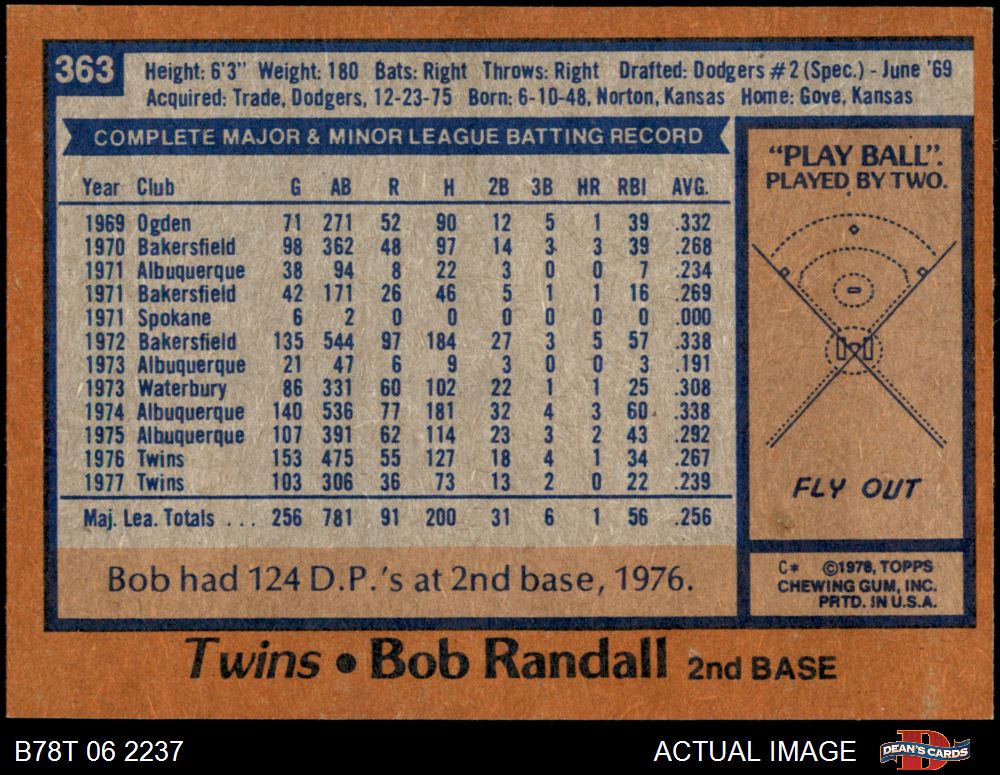 363
Height: 6'3" Weight: 180 Bats: Right Throws: Right Drafted: Dodgers #2 (Spec.) - June '69
Acquired: Trade, Dodgers, 12-23-75 Born: 6-10-48, Norton, Kansas Home: Gove, Kansas
COMPLETE MAJOR & MINOR LEAGUE BATTING RECORD
Year Club G AB R H 2B 3B HR RBI AVG.
1969 Ogden 71 271 52 90 12 5 1 39 .332
1970 Bakersfield 98 362 48 97 14 3 3 39 .268
1971 Albuquerque 38 94 8 22 3 0 0 7 .234
1971 Bakersfield 42 171 26 46 5 1 1 16 .269
1971 Spokane 6 2 0 0 0 0 0 0 .000
1972 Bakersfield 135 544 97 184 27 3 5 57 .338
1973 Albuquerque 21 47 6 9 3 0 0 3 .191
1973 Waterbury 86 331 60 102 22 1 1 25 .308
1974 Albuquerque 140 536 77 181 32 4 3 60 .338
1975 Albuquerque 107 391 62 114 23 3 2 43 .292
1976 Twins 153 475 55 127 18 4 1 34 .267
1977 Twins 103 306 36 73 13 2 0 22 .239
Maj. Lea. Totals ... 256 781 91 200 31 6 1 56 .256
Bob had 124 D.P.'s at 2nd base, 1976.
"PLAY BALL".
PLAYED BY TWO.
FLY OUT
C* ©1978, TOPPS
CHEWING GUM, INC.
PRTD. IN U.S.A.
Twins • Bob Randall 2nd BASE
B78T 06 2237
ACTUAL IMAGE
D
DEAN'S CARDS